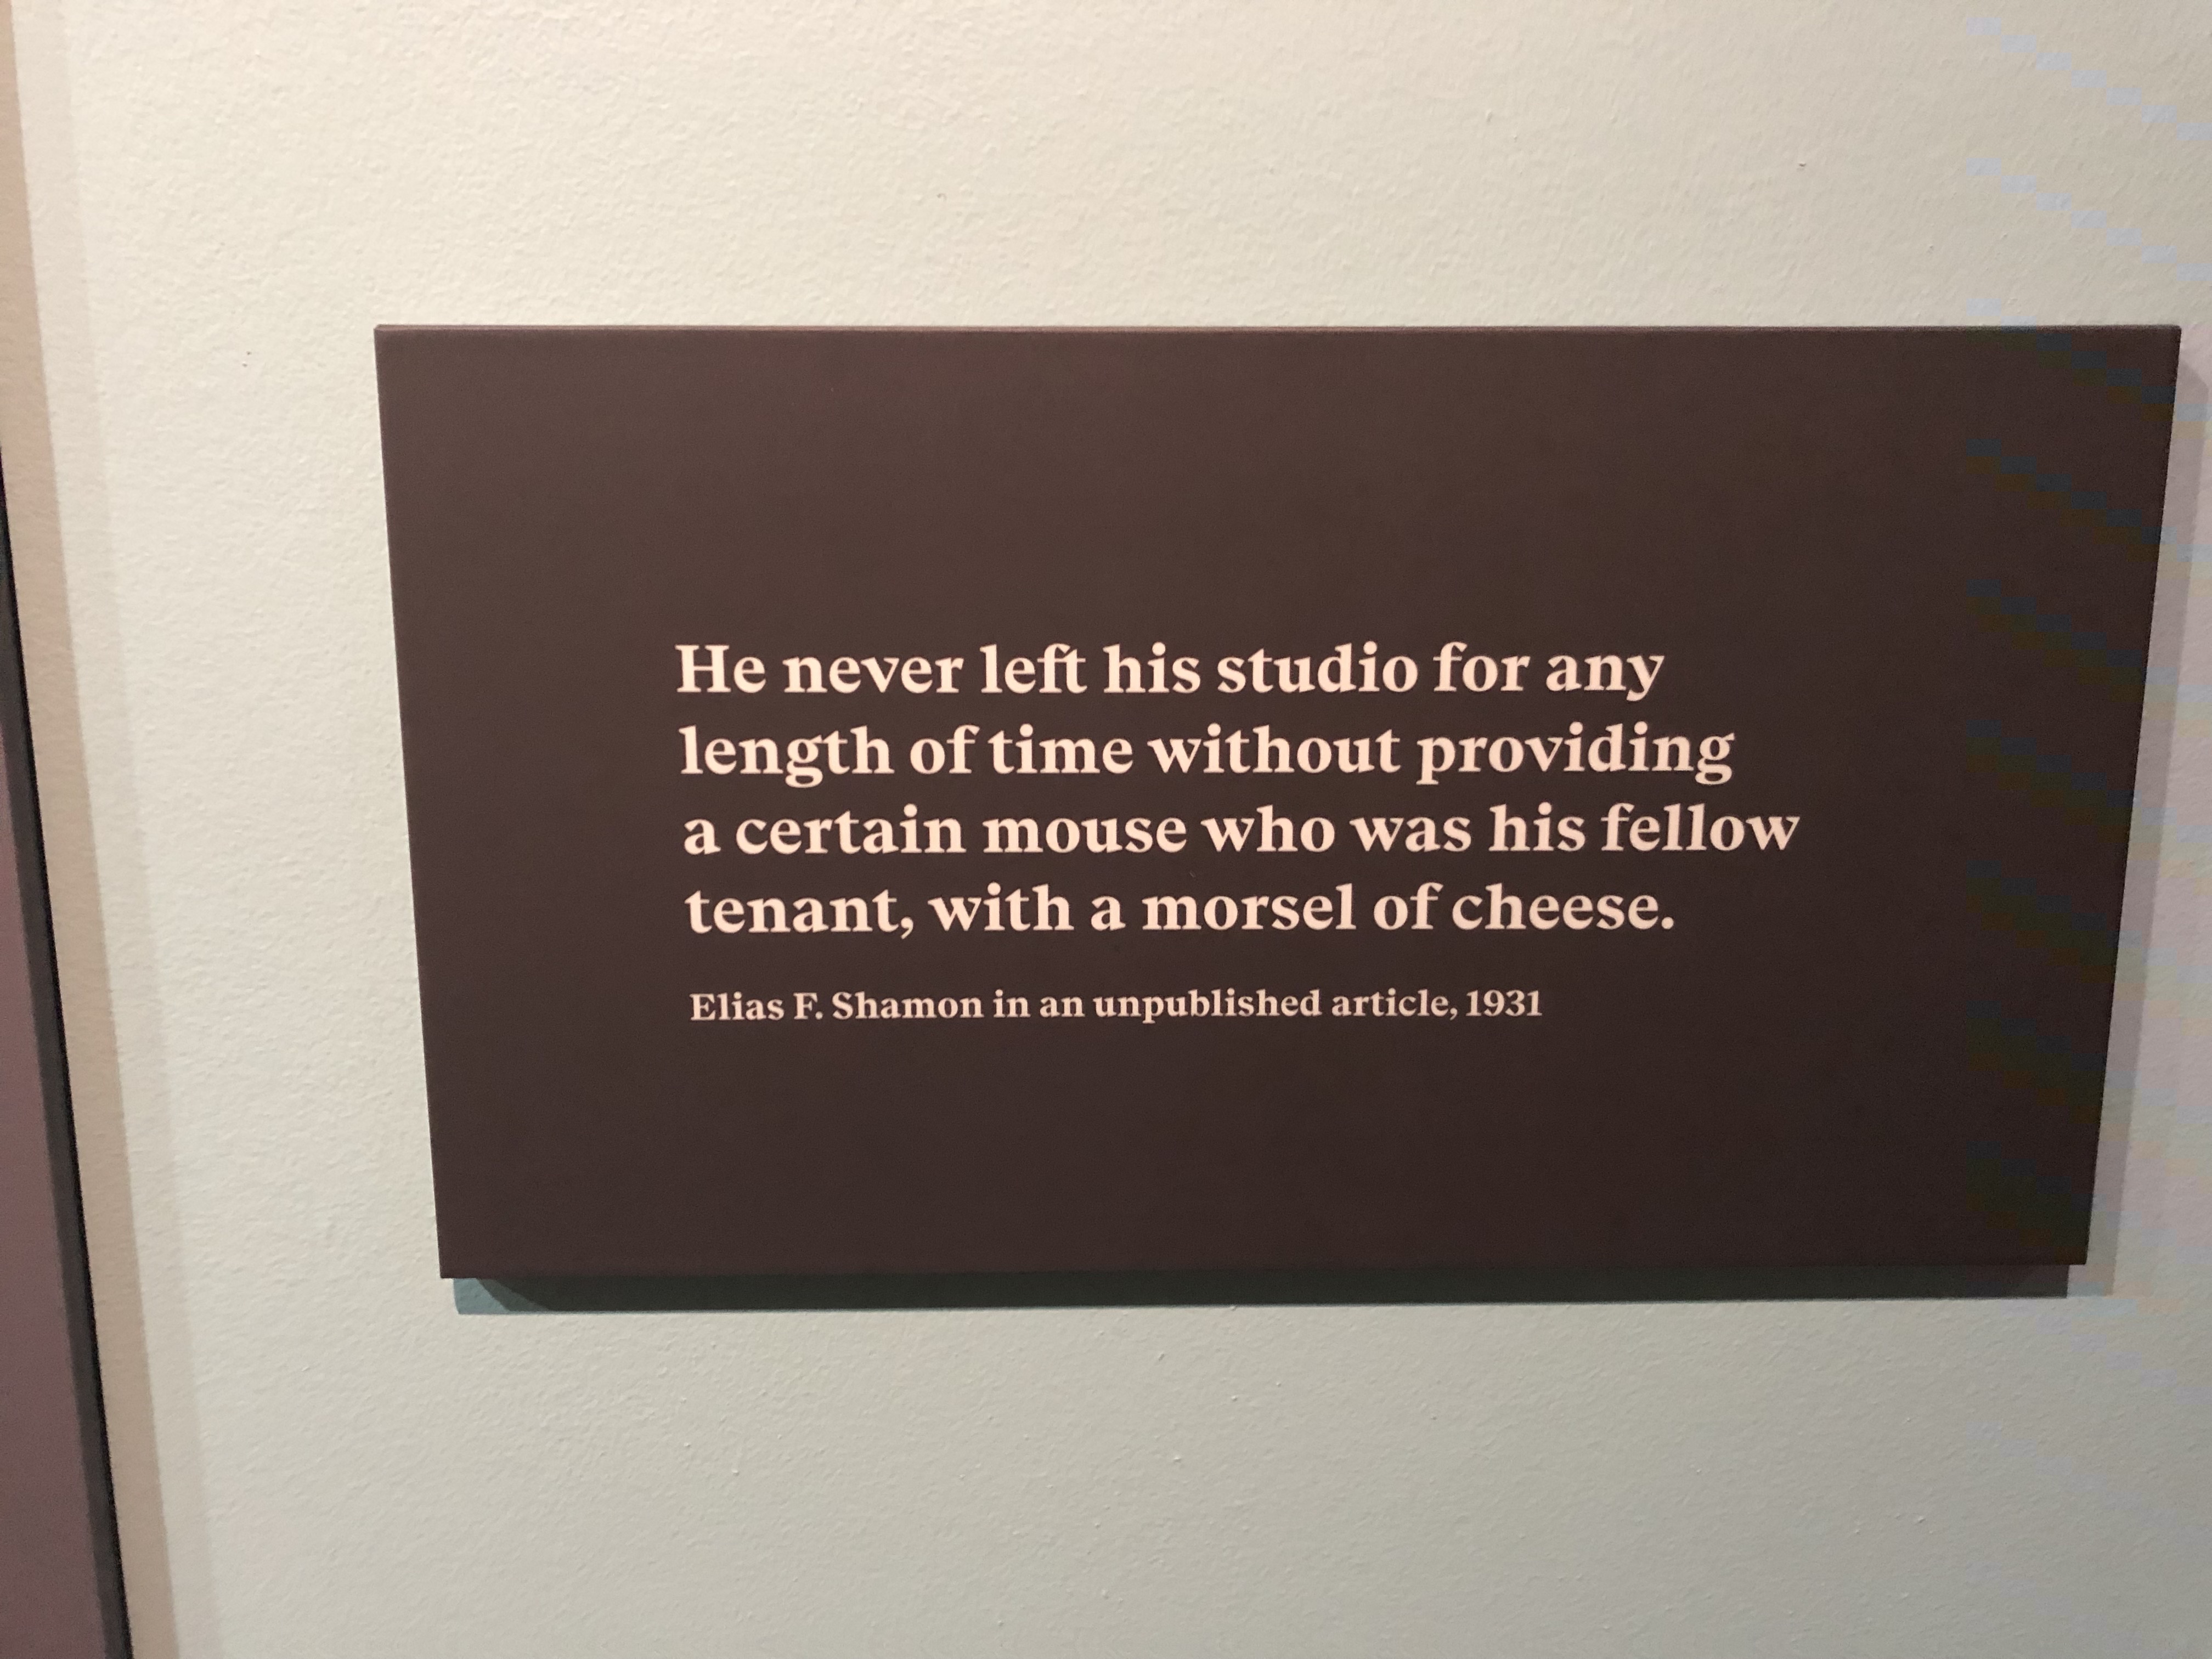 He never left his studio for any
length of time without providing
a certain mouse who was his fellow
tenant, with a morsel of cheese.
Elias F. Shamon in an unpublished article, 1931